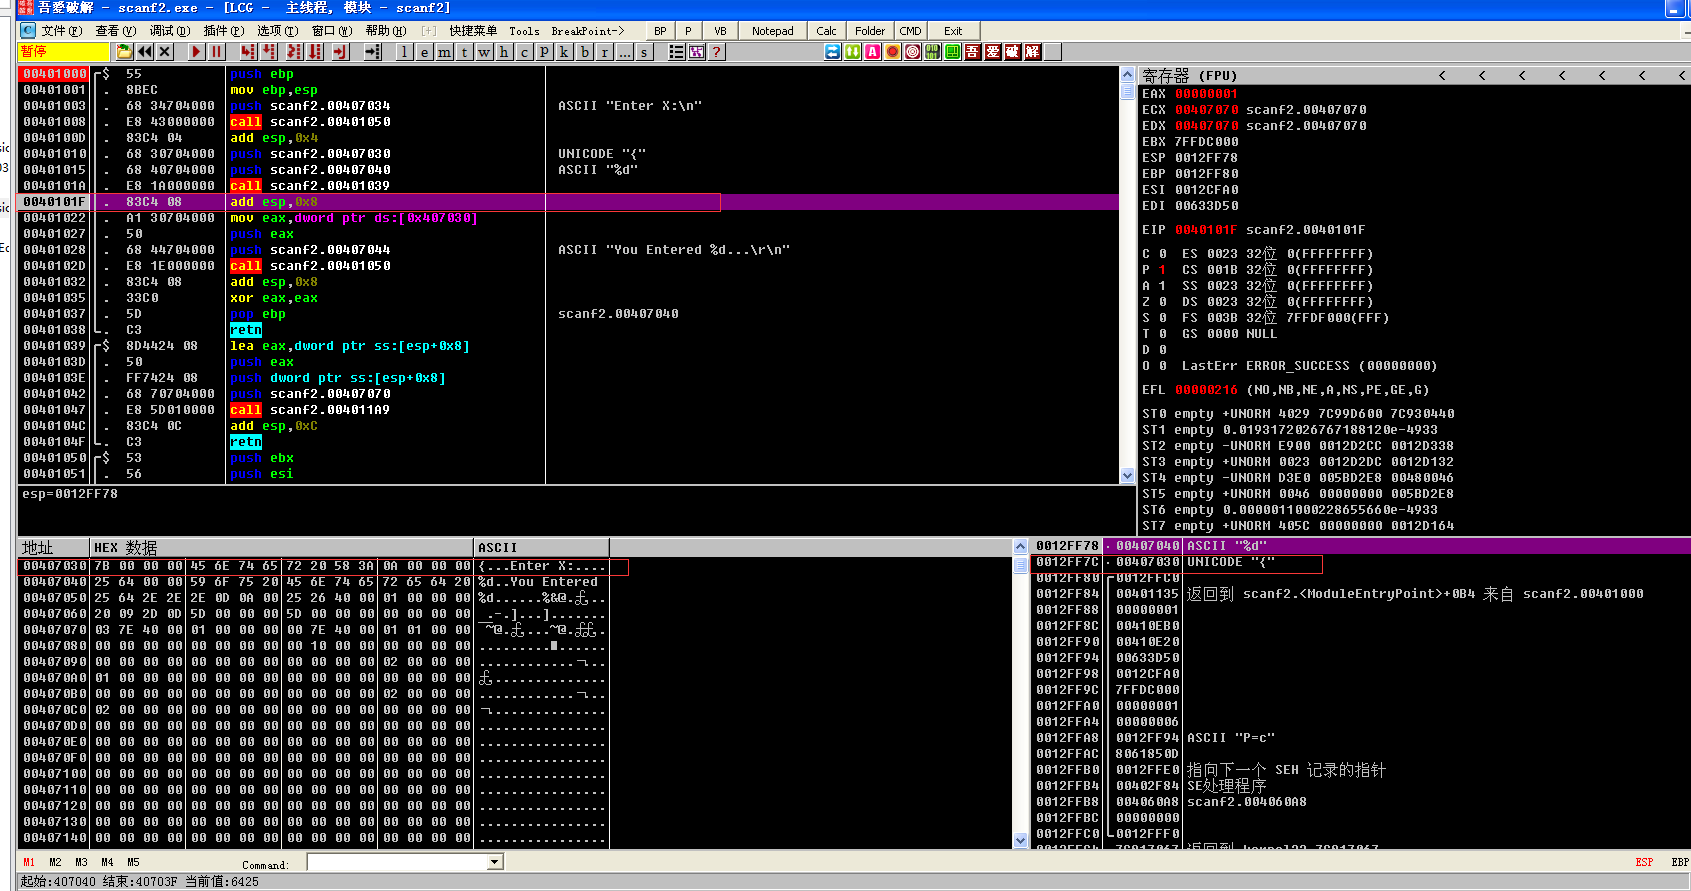 吾爱破解 - scanf2.exe - [LCG -  主线程, 模块 - scanf2]
文件(F) 查看(V) 调试(D) 插件(P) 选项(T) 窗口(W) 帮助(H) [+] 快捷菜单 Tools BreakPoint-> BP P VB Notepad Calc Folder CMD Exit
暂停 l e m t w h c p k b r ... s ? 吾 爱 破 解
00401000 $ 55 push ebp
00401001 . 8BEC mov ebp,esp
00401003 . 68 34704000 push scanf2.00407034 ASCII "Enter X:\n"
00401008 . E8 43000000 call scanf2.00401050
0040100D . 83C4 04 add esp,0x4
00401010 . 68 30704000 push scanf2.00407030 UNICODE "{"
00401015 . 68 40704000 push scanf2.00407040 ASCII "%d"
0040101A . E8 1A000000 call scanf2.00401039
0040101F . 83C4 08 add esp,0x8
00401022 . A1 30704000 mov eax,dword ptr ds:[0x407030]
00401027 . 50 push eax
00401028 . 68 44704000 push scanf2.00407044 ASCII "You Entered %d...\r\n"
0040102D . E8 1E000000 call scanf2.00401050
00401032 . 83C4 08 add esp,0x8
00401035 . 33C0 xor eax,eax
00401037 . 5D pop ebp scanf2.00407040
00401038 . C3 retn
00401039 $ 8D4424 08 lea eax,dword ptr ss:[esp+0x8]
0040103D . 50 push eax
0040103E . FF7424 08 push dword ptr ss:[esp+0x8]
00401042 . 68 70704000 push scanf2.00407070
00401047 . E8 5D010000 call scanf2.004011A9
0040104C . 83C4 0C add esp,0xC
0040104F . C3 retn
00401050 $ 53 push ebx
00401051 . 56 push esi
esp=0012FF78
寄存器 (FPU) < < < < < < <
EAX 00000001
ECX 00407070 scanf2.00407070
EDX 00407070 scanf2.00407070
EBX 7FFDC000
ESP 0012FF78
EBP 0012FF80
ESI 0012CFA0
EDI 00633D50
EIP 0040101F scanf2.0040101F
C 0 ES 0023 32位 0(FFFFFFFF)
P 1 CS 001B 32位 0(FFFFFFFF)
A 1 SS 0023 32位 0(FFFFFFFF)
Z 0 DS 0023 32位 0(FFFFFFFF)
S 0 FS 003B 32位 7FFDF000(FFF)
T 0 GS 0000 NULL
D 0
O 0 LastErr ERROR_SUCCESS (00000000)
EFL 00000216 (NO,NB,NE,A,NS,PE,GE,G)
ST0 empty +UNORM 4029 7C99D600 7C930440
ST1 empty 0.0193172026767188120e-4933
ST2 empty -UNORM E900 0012D2CC 0012D338
ST3 empty +UNORM 0023 0012D2DC 0012D132
ST4 empty -UNORM D3E0 005BD2E8 00480046
ST5 empty +UNORM 0046 00000000 005BD2E8
ST6 empty 0.0000011000228655660e-4933
ST7 empty +UNORM 405C 00000000 0012D164
地址 HEX 数据 ASCII
00407030 7B 00 00 00 45 6E 74 65 72 20 58 3A 0A 00 00 00 {...Enter X:....
00407040 25 64 00 00 59 6F 75 20 45 6E 74 65 72 65 64 20 %d..You Entered
00407050 25 64 2E 2E 2E 0D 0A 00 25 26 40 00 01 00 00 00 %d......%&@.
00407060 20 09 2D 0D 5D 00 00 00 5D 00 00 00 00 00 00 00
00407070 03 7E 40 00 01 00 00 00 00 7E 40 00 01 01 00 00
00407080 00 00 00 00 00 00 00 00 00 10 00 00 00 00 00 00
00407090 00 00 00 00 00 00 00 00 00 00 00 00 02 00 00 00
004070A0 01 00 00 00 00 00 00 00 00 00 00 00 00 00 00 00
004070B0 00 00 00 00 00 00 00 00 00 00 00 00 02 00 00 00
004070C0 02 00 00 00 00 00 00 00 00 00 00 00 00 00 00 00
004070D0 00 00 00 00 00 00 00 00 00 00 00 00 00 00 00 00 ................
004070E0 00 00 00 00 00 00 00 00 00 00 00 00 00 00 00 00 ................
004070F0 00 00 00 00 00 00 00 00 00 00 00 00 00 00 00 00 ................
00407100 00 00 00 00 00 00 00 00 00 00 00 00 00 00 00 00 ................
00407110 00 00 00 00 00 00 00 00 00 00 00 00 00 00 00 00 ................
00407120 00 00 00 00 00 00 00 00 00 00 00 00 00 00 00 00 ................
00407130 00 00 00 00 00 00 00 00 00 00 00 00 00 00 00 00 ................
00407140 00 00 00 00 00 00 00 00 00 00 00 00 00 00 00 00 ................
0012FF78 00407040 ASCII "%d"
0012FF7C 00407030 UNICODE "{"
0012FF80 0012FFC0
0012FF84 00401135 返回到 scanf2.<ModuleEntryPoint>+0B4 来自 scanf2.00401000
0012FF88 00000001
0012FF8C 00410EB0
0012FF90 00410E20
0012FF94 00633D50
0012FF98 0012CFA0
0012FF9C 7FFDC000
0012FFA0 00000001
0012FFA4 00000006
0012FFA8 0012FF94 ASCII "P=c"
0012FFAC 8061850D
0012FFB0 0012FFE0 指向下一个 SEH 记录的指针
0012FFB4 00402F84 SE处理程序
0012FFB8 004060A8 scanf2.004060A8
0012FFBC 00000000
0012FFC0 0012FFF0
M1 M2 M3 M4 M5 Command: ESP EBP
起始:407040 结束:40703F 当前值:6425